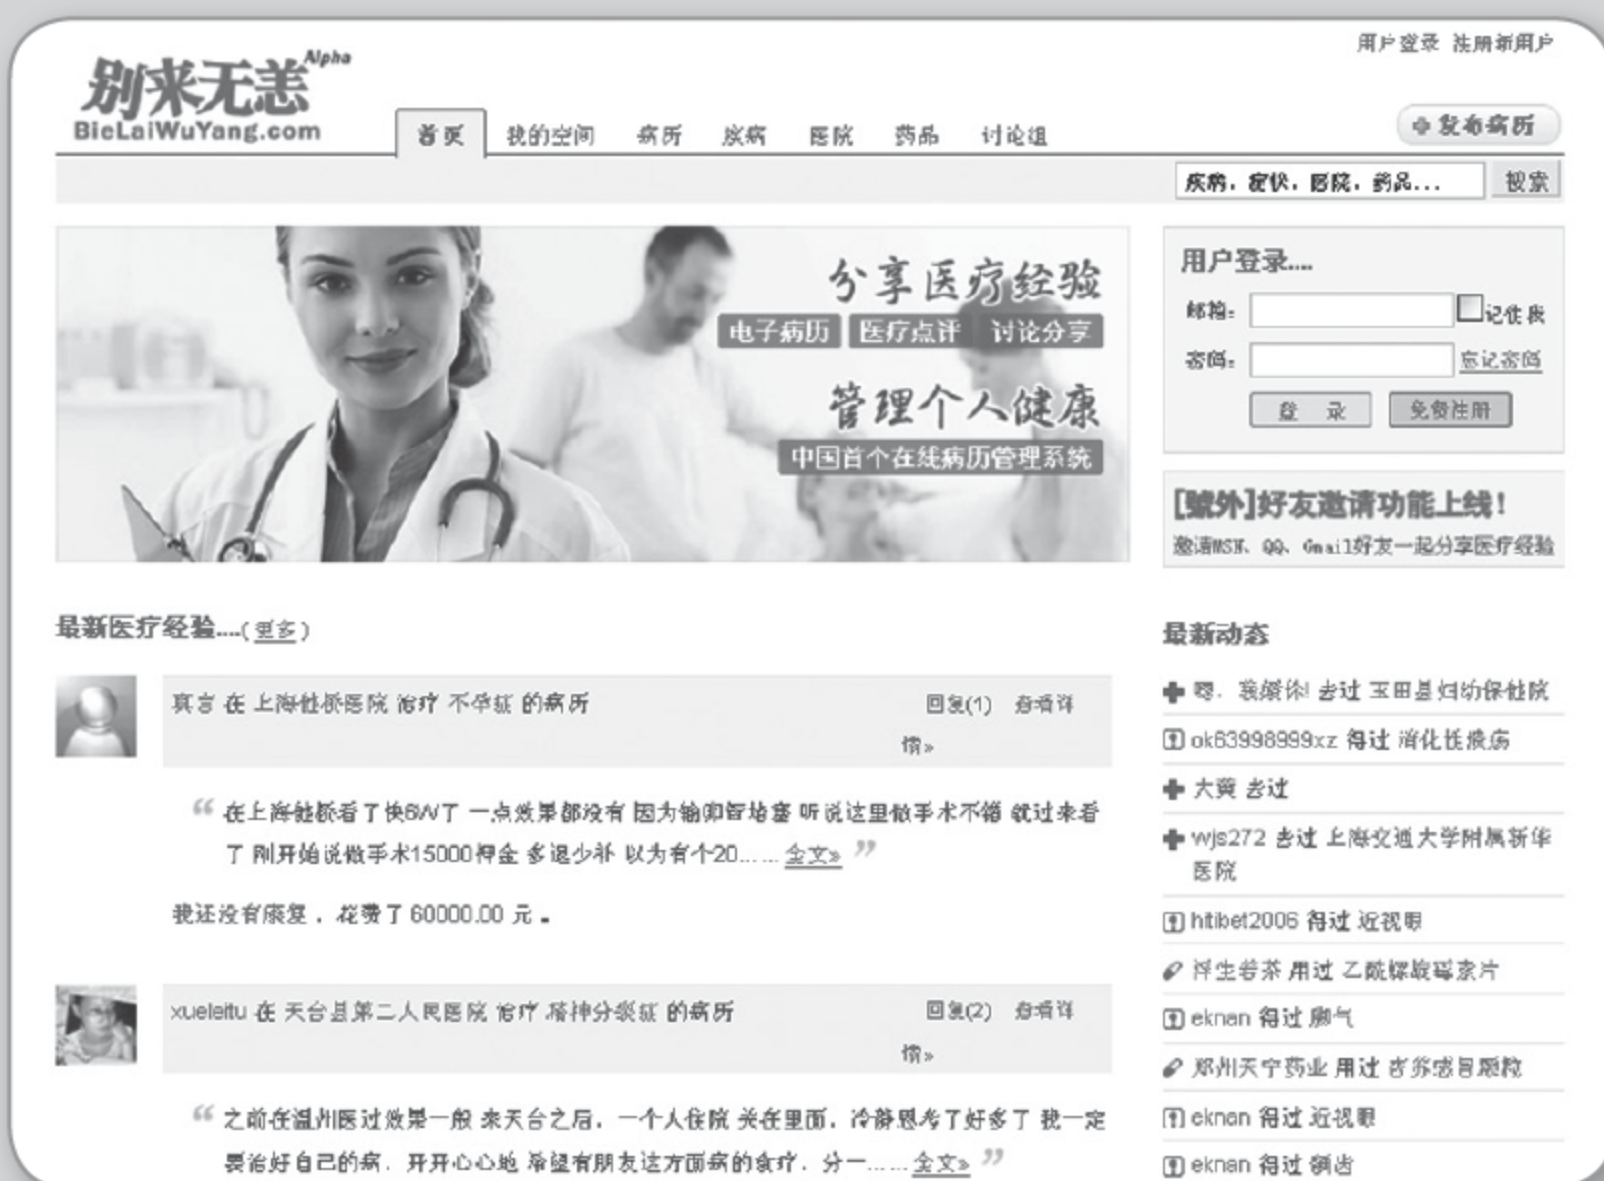 用户登录 注册新用户
别来无恙 Alpha
BieLaiWuYang.com
首页 我的空间 病历 疾病 医院 药品 讨论组
发布病历
疾病，症状，医院，药品... 搜索
分享医疗经验
电子病历 医疗点评 讨论分享
管理个人健康
中国首个在线病历管理系统
用户登录....
邮箱: 记住我
密码: 忘记密码
登 录 免费注册
[號外]好友邀请功能上线!
邀请MSN、QQ、Gmail好友一起分享医疗经验
最新医疗经验....(更多)
真言 在 上海 医院 治疗 不孕症 的病历 回复(1) 查看详
情»
“ 在上海 看了快 了 一点效果都没有 因为输卵管堵塞 听说这里做手术不错 就过来看
了 刚开始说做手术15000押金 多退少补 以为有个20...... 全文» ”
我还没有康复，花费了 60000.00 元。
xueleitu 在 天台县第二人民医院 治疗 精神分裂症 的病历 回复(2) 查看详
情»
“ 之前在温州医过效果一般 来天台之后，一个人住院 关在里面，冷静思考了好多了 我一定
要治好自己的病，开开心心地 希望有朋友这方面病的食疗，分一...... 全文» ”
最新动态
嗯，我 你! 去过 玉田县妇幼保健院
ok63998999xz 得过 消化性溃疡
大黄 去过
wjs272 去过 上海交通大学附属新华
医院
htibet2006 得过 近视眼
浮生若茶 用过 乙酰螺旋霉素片
eknan 得过 脚气
郑州天宁药业 用过 杏苏感冒颗粒
eknan 得过 近视眼
eknan 得过 龋齿